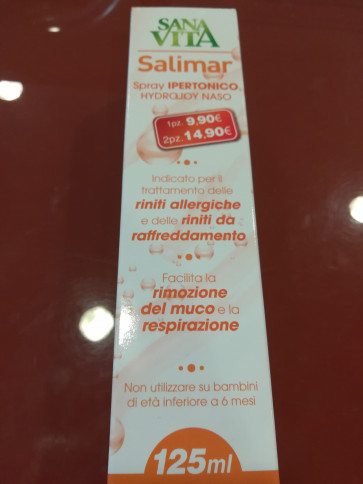 SANA
VITA
Salimar
Spray IPERTONICO
HYDRAJOY NASO
1pz. 9,90€
2pz. 14,90€
Indicato per il
trattamento delle
riniti allergiche
e delle riniti da
raffreddamento
Facilita la
rimozione
del muco e la
respirazione
Non utilizzare su bambini
di età inferiore a 6 mesi
125ml